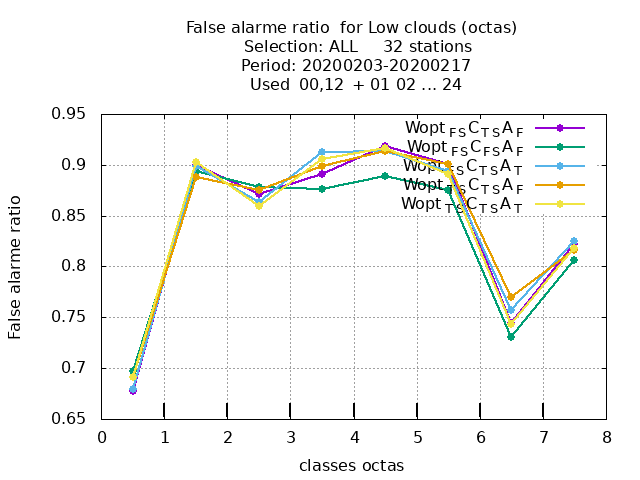 False alarme ratio  for Low clouds (octas)
Selection: ALL     32 stations
Period: 20200203-20200217
Used  00,12  + 01 02 ... 24
Wopt FS C TS A F
Wopt FS C FS A F
Wopt FS C TS A T
Wopt TS C TS A F
Wopt TS C TS A T
False alarme ratio
0.95
0.9
0.85
0.8
0.75
0.7
0.65
0 1 2 3 4 5 6 7 8
classes octas